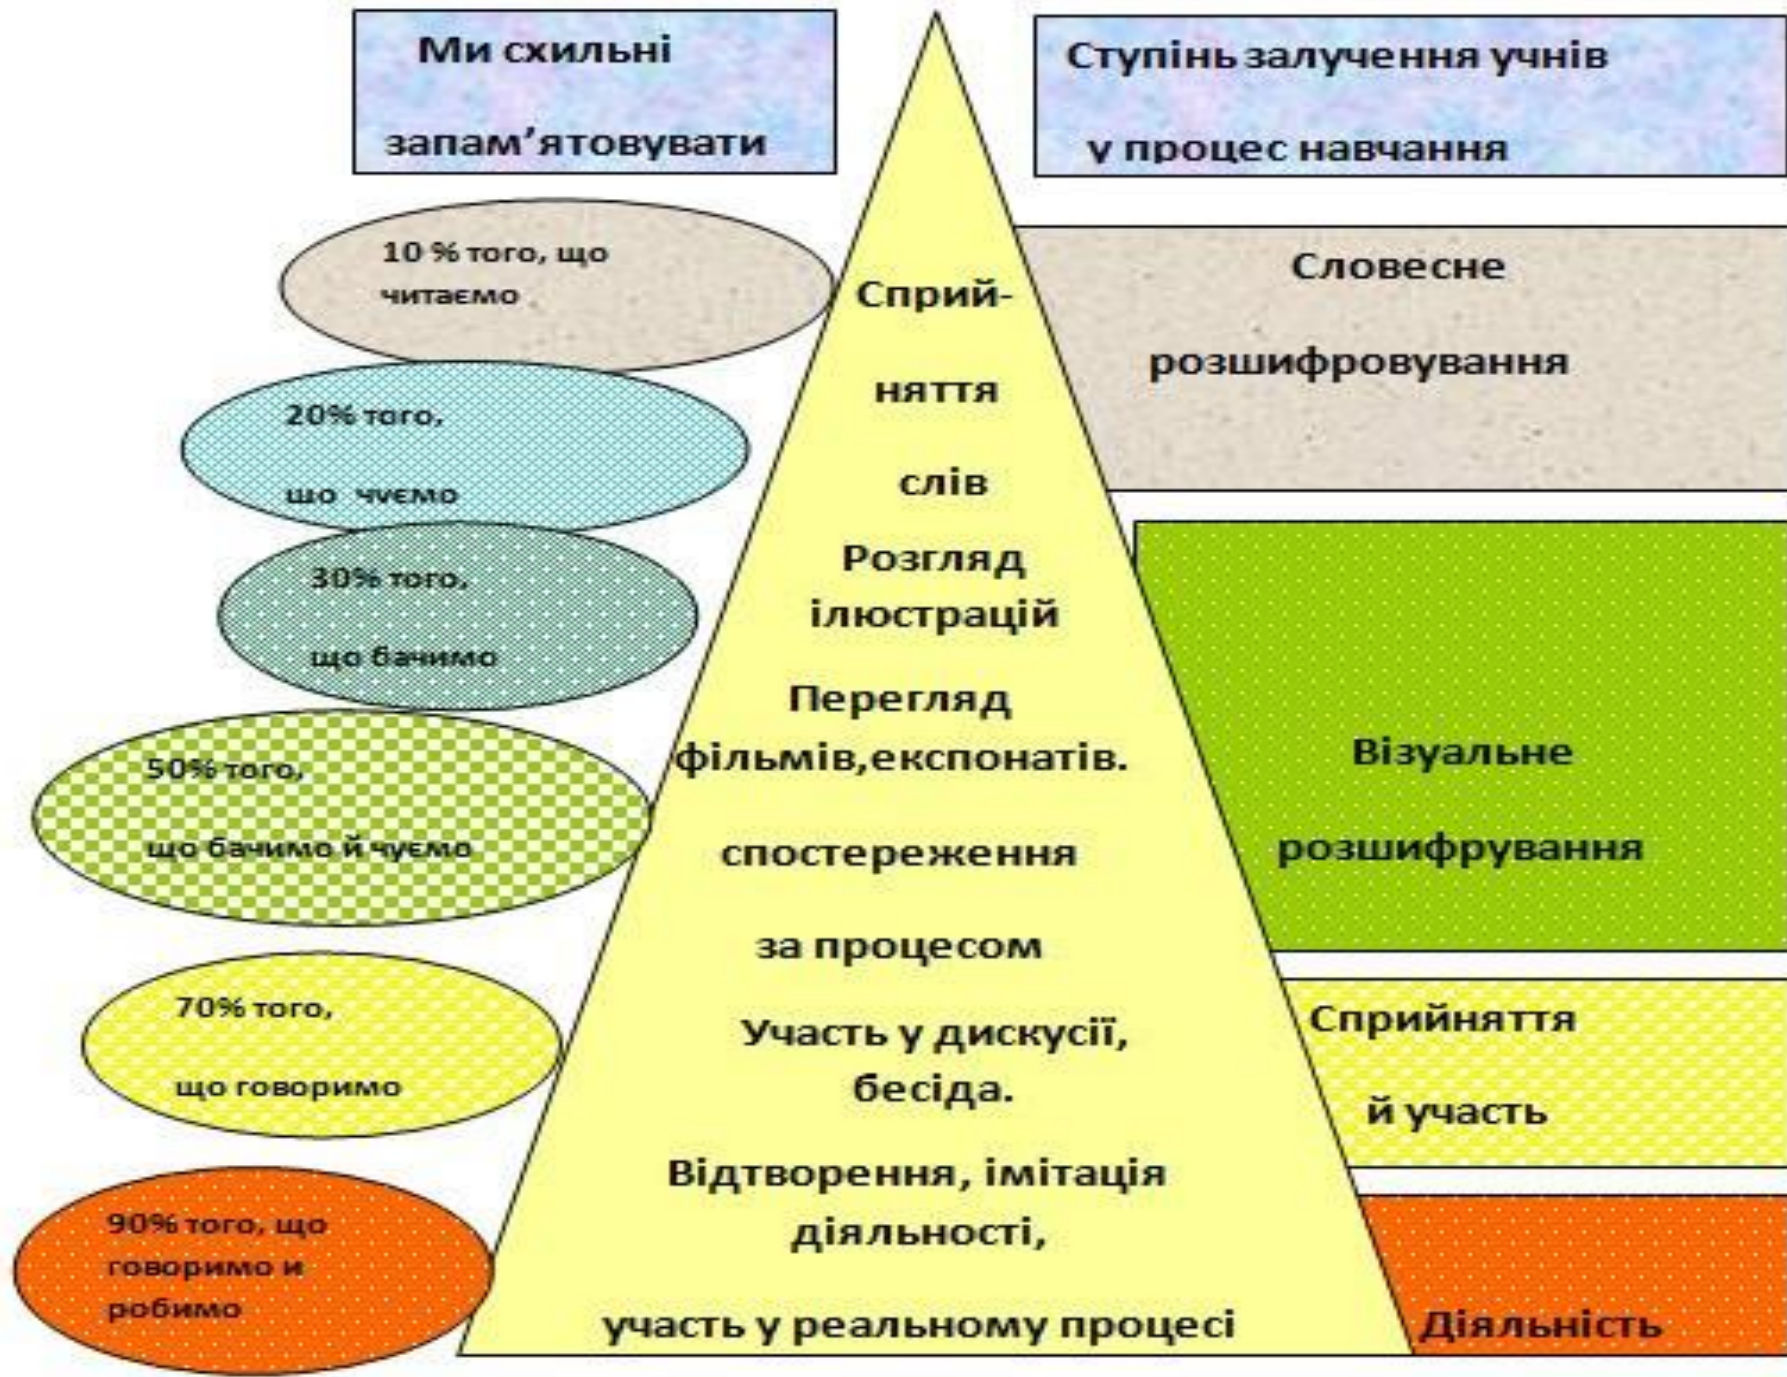 Ми схильні
запам’ятовувати
Ступінь залучення учнів
у процес навчання
10 % того, що
читаємо
20% того,
що чуємо
30% того,
що бачимо
50% того,
що бачимо й чуємо
70% того,
що говоримо
90% того, що
говоримо и
робимо
Сприй-
няття
слів
Розгляд
ілюстрацій
Перегляд
фільмів,експонатів.
спостереження
за процесом
Участь у дискусії,
бесіда.
Відтворення, імітація
діяльності,
участь у реальному процесі
Словесне
розшифровування
Візуальне
розшифрування
Сприйняття
й участь
Діяльність